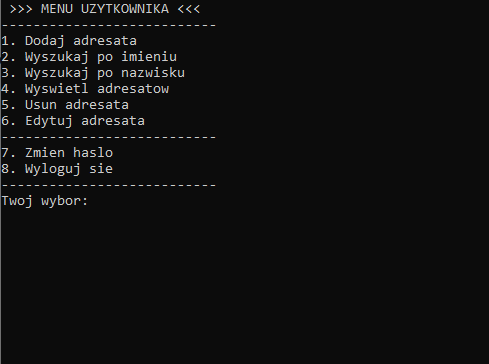 >>> MENU UZYTKOWNIKA <<<
---------------------------
1. Dodaj adresata
2. Wyszukaj po imieniu
3. Wyszukaj po nazwisku
4. Wyswietl adresatow
5. Usun adresata
6. Edytuj adresata
---------------------------
7. Zmien haslo
8. Wyloguj sie
---------------------------
Twoj wybor: